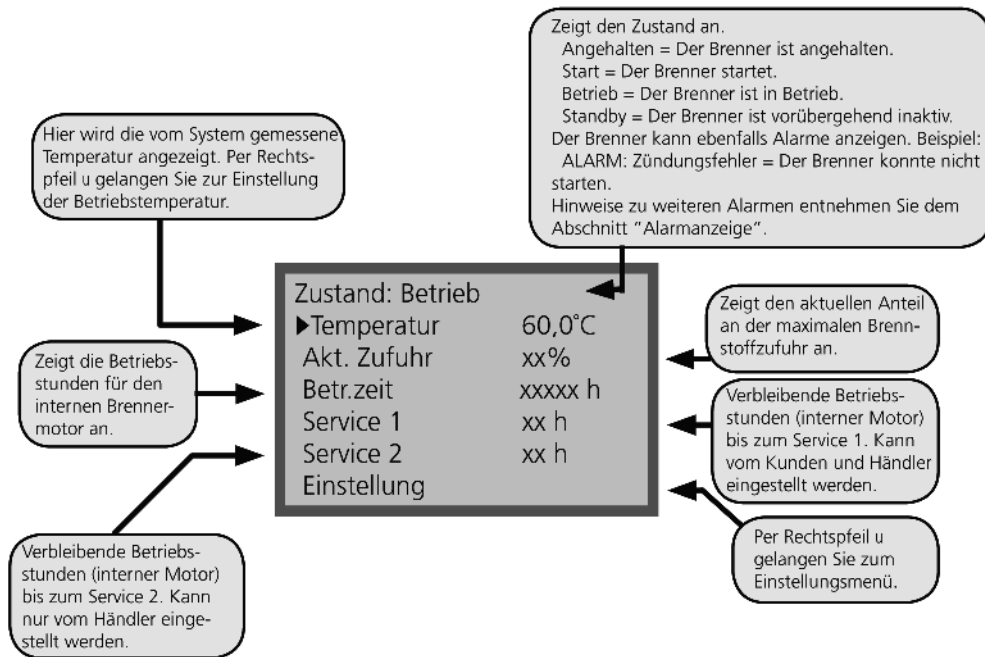 Zeigt den Zustand an.
Angehalten = Der Brenner ist angehalten.
Start = Der Brenner startet.
Betrieb = Der Brenner ist in Betrieb.
Standby = Der Brenner ist vorübergehend inaktiv.
Der Brenner kann ebenfalls Alarme anzeigen. Beispiel:
ALARM: Zündungsfehler = Der Brenner konnte nicht
starten.
Hinweise zu weiteren Alarmen entnehmen Sie dem
Abschnitt "Alarmanzeige".
Hier wird die vom System gemessene
Temperatur angezeigt. Per Rechts-
pfeil u gelangen Sie zur Einstellung
der Betriebstemperatur.
Zustand: Betrieb
▶Temperatur 60,0°C
Akt. Zufuhr xx%
Betr.zeit xxxxx h
Service 1 xx h
Service 2 xx h
Einstellung
Zeigt die Betriebs-
stunden für den
internen Brenner-
motor an.
Verbleibende Betriebs-
stunden (interner Motor)
bis zum Service 2. Kann
nur vom Händler einge-
stellt werden.
Zeigt den aktuellen Anteil
an der maximalen Brenn-
stoffzufuhr an.
Verbleibende Betriebs-
stunden (interner Motor)
bis zum Service 1. Kann
vom Kunden und Händler
eingestellt werden.
Per Rechtspfeil u
gelangen Sie zum
Einstellungsmenü.